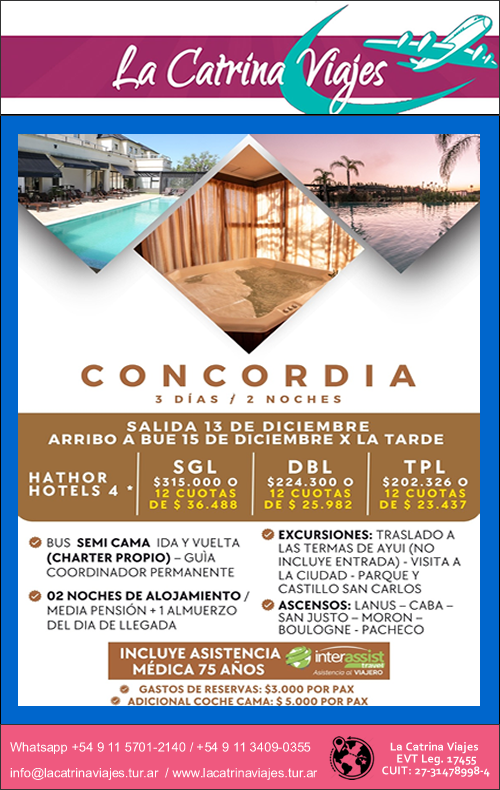 La Catrina Viajes
CONCORDIA
3 DÍAS / 2 NOCHES
SALIDA 13 DE DICIEMBRE
ARRIBO A BUE 15 DE DICIEMBRE X LA TARDE
HATHOR
HOTELS 4 *
SGL
$315.000 O
12 CUOTAS
DE $ 36.488
DBL
$224.300 O
12 CUOTAS
DE $ 25.982
TPL
$202.326 O
12 CUOTAS
DE $ 23.437
BUS SEMI CAMA IDA Y VUELTA
(CHARTER PROPIO) – GUÌA
COORDINADOR PERMANENTE
02 NOCHES DE ALOJAMIENTO /
MEDIA PENSIÓN + 1 ALMUERZO
DEL DIA DE LLEGADA
EXCURSIONES: TRASLADO A
LAS TERMAS DE AYUI (NO
INCLUYE ENTRADA) - VISITA A
LA CIUDAD - PARQUE Y
CASTILLO SAN CARLOS
ASCENSOS: LANUS – CABA –
SAN JUSTO – MORON –
BOULOGNE - PACHECO
INCLUYE ASISTENCIA
MÉDICA 75 AÑOS
interassist
travel
Asistencia al VIAJERO
GASTOS DE RESERVAS: $3.000 POR PAX
ADICIONAL COCHE CAMA: $ 5.000 POR PAX
Whatsapp +54 9 11 5701-2140 / +54 9 11 3409-0355
info@lacatrinaviajes.tur.ar / www.lacatrinaviajes.tur.ar
La Catrina Viajes
EVT Leg. 17455
CUIT: 27-31478998-4